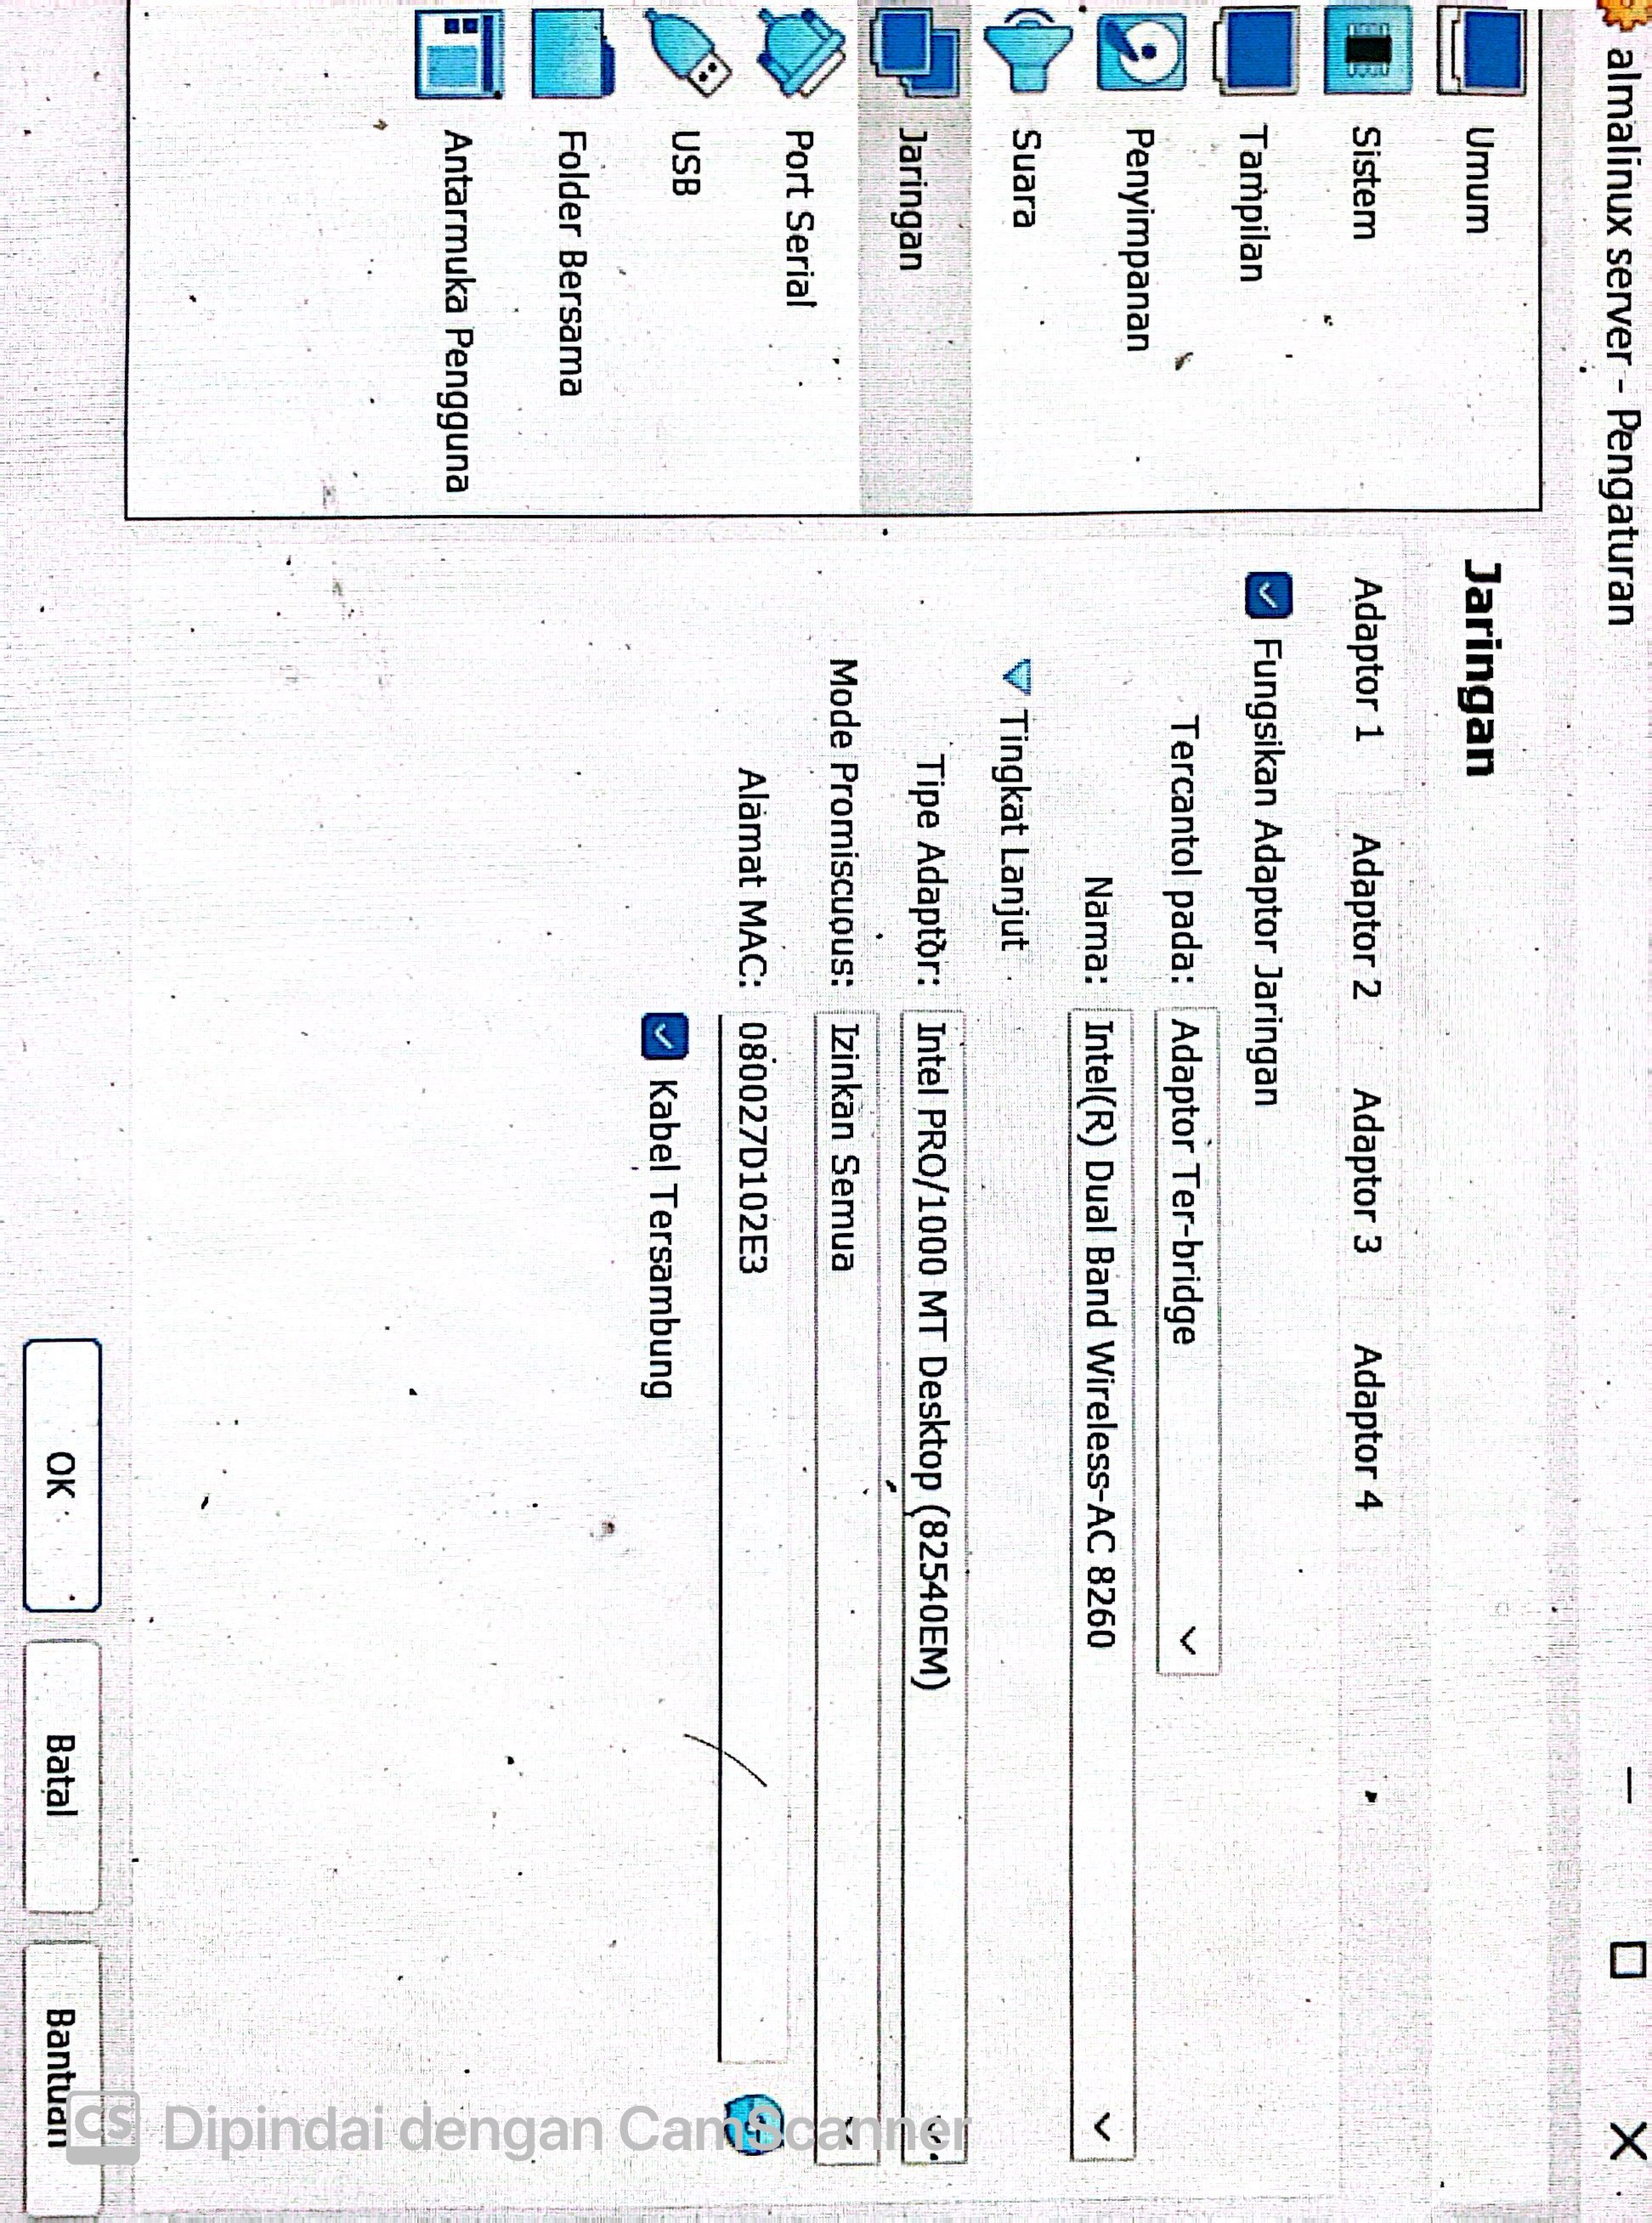 almalinux server - Pengaturan
Umum
Sistem
Tampilan
Penyimpanan
Suara
Jaringan
Port Serial
USB
Folder Bersama
Antarmuka Pengguna
Jaringan
Adaptor 1
Adaptor 2
Adaptor 3
Adaptor 4
Fungsikan Adaptor Jaringan
Tercantol pada: Adaptor Ter-bridge
Nama: Intel(R) Dual Band Wireless-AC 8260
Tingkat Lanjut
Tipe Adaptor: Intel PRO/1000 MT Desktop (82540EM)
Mode Promiscuous: Izinkan Semua
Alamat MAC: 080027D102E3
Kabel Tersambung
OK
Batal
Bantuan
CS Dipindai dengan CamScanner